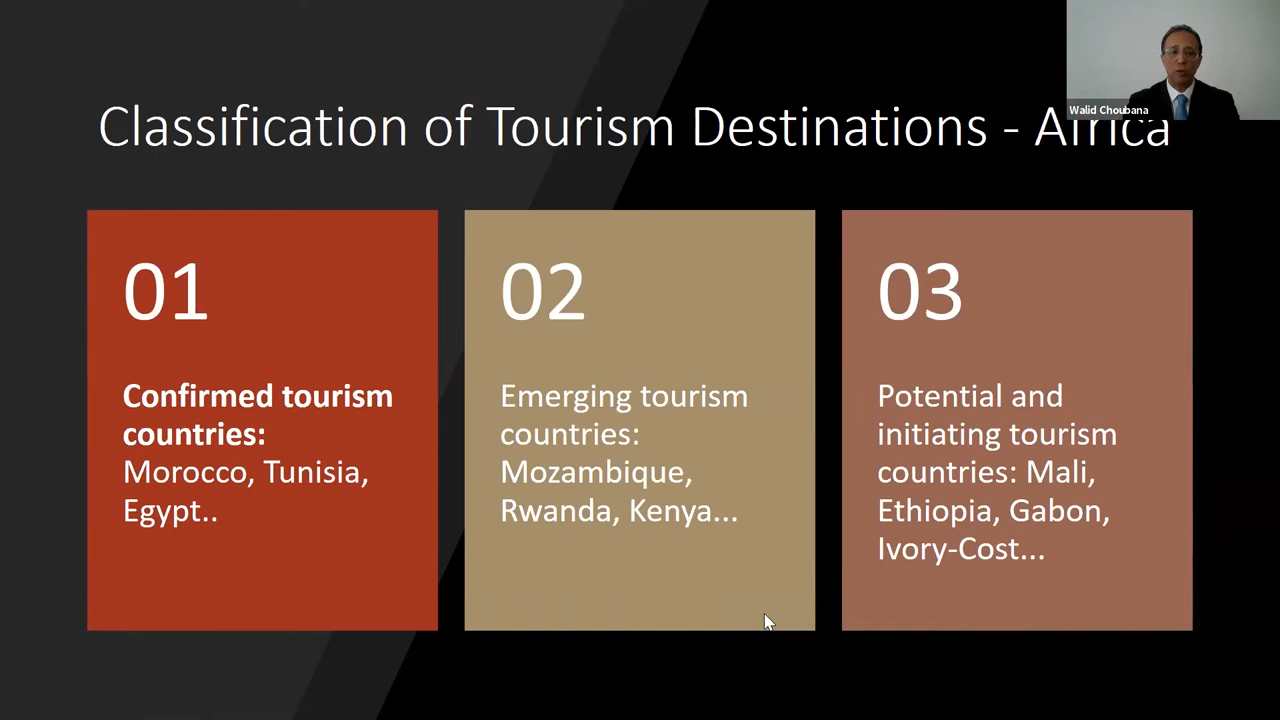 Walid Choubana
Classification of Tourism Destinations - Africa
01
Confirmed tourism
countries:
Morocco, Tunisia,
Egypt..
02
Emerging tourism
countries:
Mozambique,
Rwanda, Kenya...
03
Potential and
initiating tourism
countries: Mali,
Ethiopia, Gabon,
Ivory-Cost...